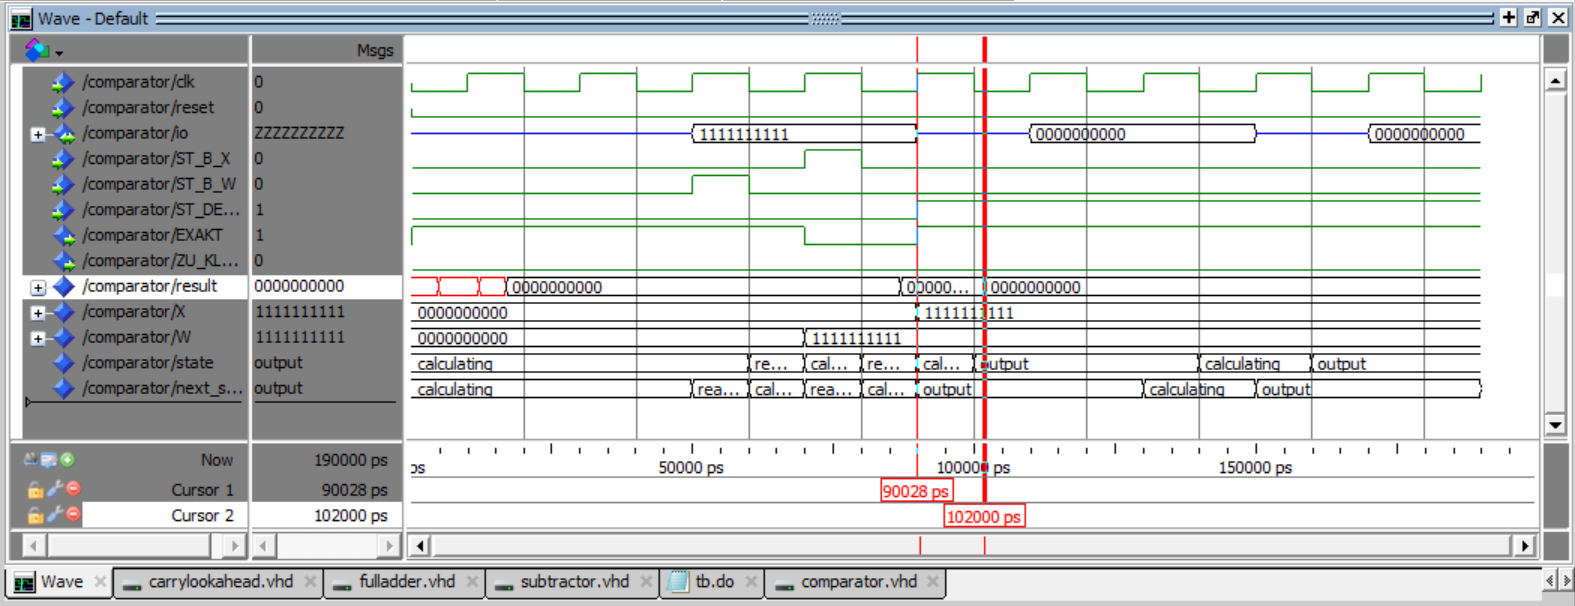 Wave - Default
Msgs
/comparator/clk 0
/comparator/reset 0
/comparator/io ZZZZZZZZZZ 1111111111 0000000000 0000000000
/comparator/ST_B_X 0
/comparator/ST_B_W 0
/comparator/ST_DE... 1
/comparator/EXAKT 1
/comparator/ZU_KL... 0
/comparator/result 0000000000 0000000000 00000... 0000000000
/comparator/X 1111111111 0000000000 1111111111
/comparator/W 1111111111 0000000000 1111111111
/comparator/state output calculating re... cal... re... cal... output calculating output
/comparator/next_s... output calculating rea... cal... rea... cal... output calculating output
Now 190000 ps ps 50000 ps 100000 ps 150000 ps
Cursor 1 90028 ps 90028 ps
Cursor 2 102000 ps 102000 ps
Wave carrylookahead.vhd fulladder.vhd subtractor.vhd tb.do comparator.vhd